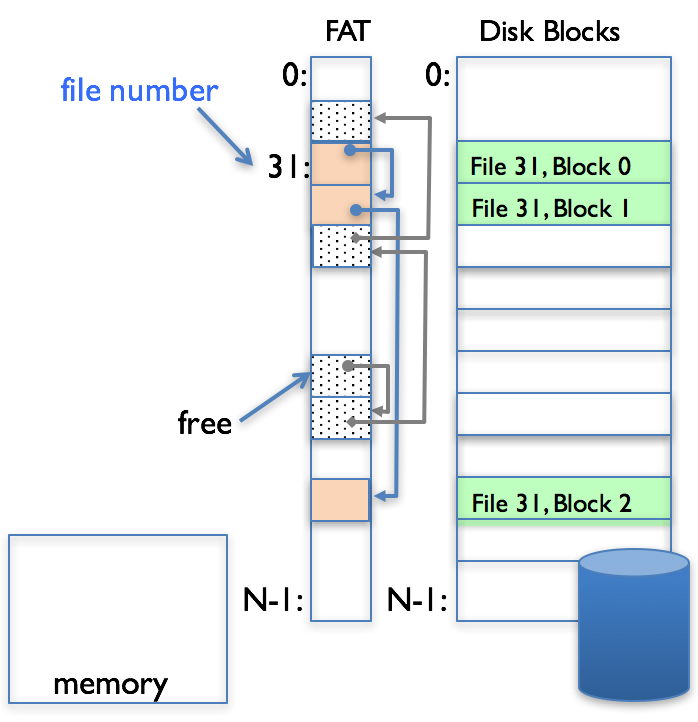 FAT
Disk Blocks
0:
0:
file number
31:
File 31, Block 0
File 31, Block 1
free
File 31, Block 2
N-1:
N-1:
memory